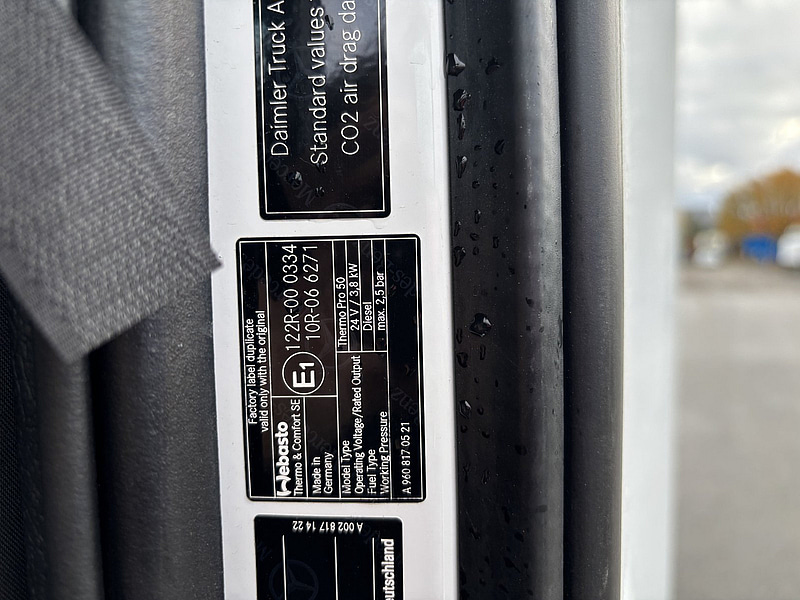 Daimler Truck A
Standard values
CO2 air drag da
Factory label duplicate
valid only with the original
Webasto
Thermo & Comfort SE
Made in
Germany
E1
122R-00 0334
10R-06 6271
Model Type Thermo Pro 50
Operating Voltage/Rated Output 24 V / 3,8 kW
Fuel Type Diesel
Working Pressure max. 2,5 bar
A 960 817 05 21
A 002 817 14 22
eutschland